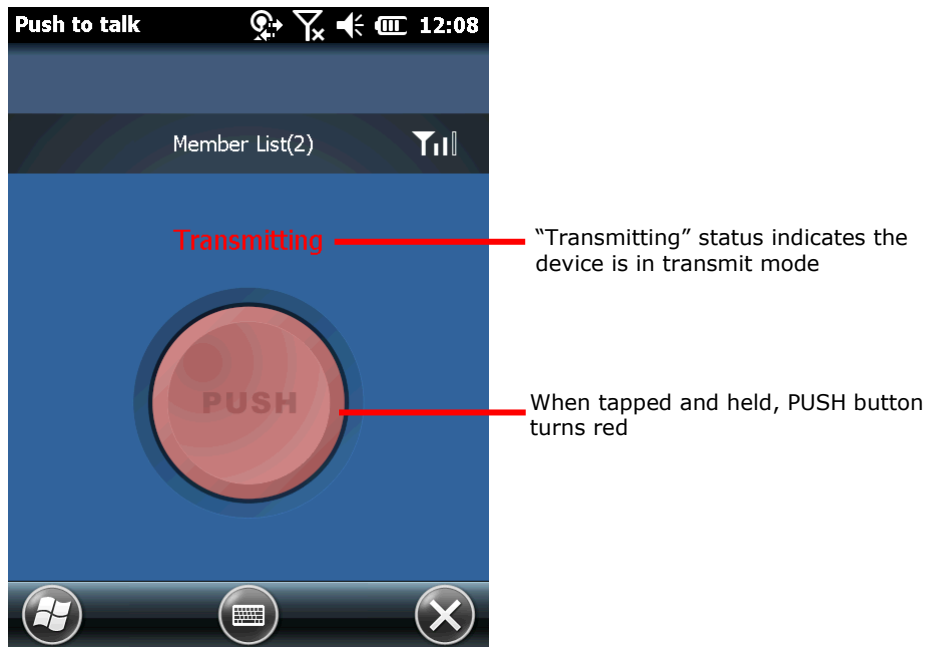 Push to talk 12:08
Member List(2)
Transmitting
“Transmitting” status indicates the
device is in transmit mode
PUSH
When tapped and held, PUSH button
turns red